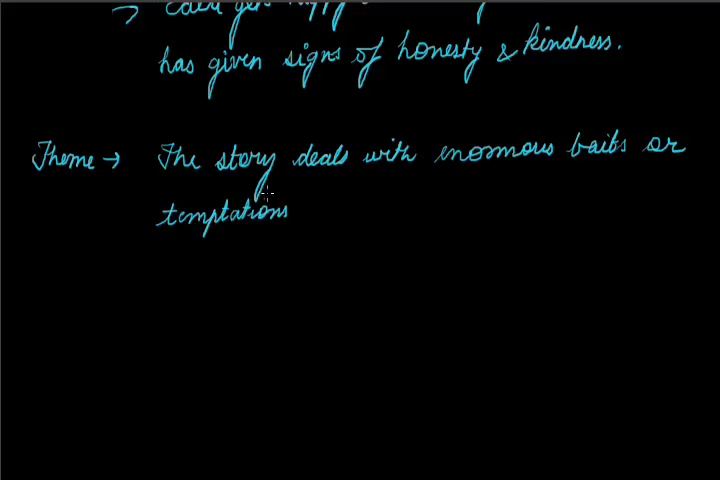 →
has given signs of honesty & kindness.
Theme → The story deals with enormous baits or
temptations